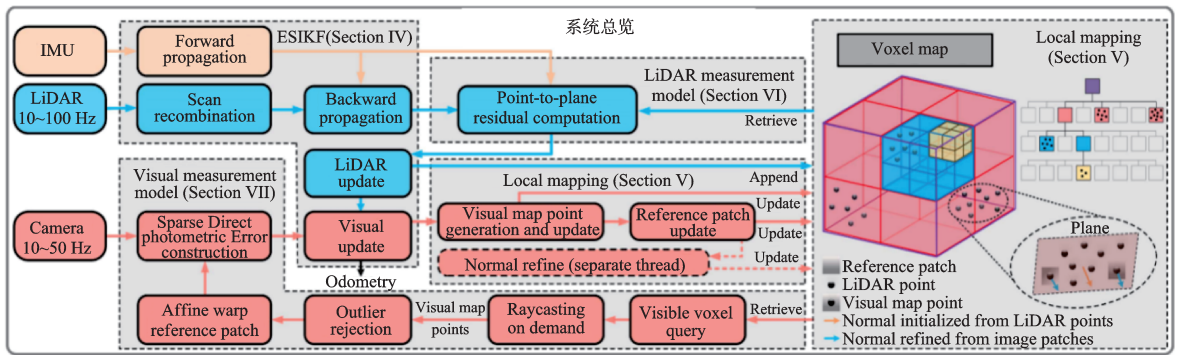 系统总览
IMU
Forward
propagation
ESIKF(Section IV)
LiDAR
10~100 Hz
Scan
recombination
Backward
propagation
LiDAR measurement
model (Section VI)
Point-to-plane
residual computation
Retrieve
LiDAR
update
Visual measurement
model (Section VII)
Camera
10~50 Hz
Sparse Direct
photometric Error
construction
Visual
update
Odometry
Local mapping (Section V)
Visual map point
generation and update
Reference patch
update
Normal refine (separate thread)
Append
Update
Update
Update
Affine warp
reference patch
Outlier
rejection
Visual map
points
Raycasting
on demand
Visible voxel
query
Retrieve
Voxel map
Local mapping
(Section V)
Plane
Reference patch
LiDAR point
Visual map point
Normal initialized from LiDAR points
Normal refined from image patches